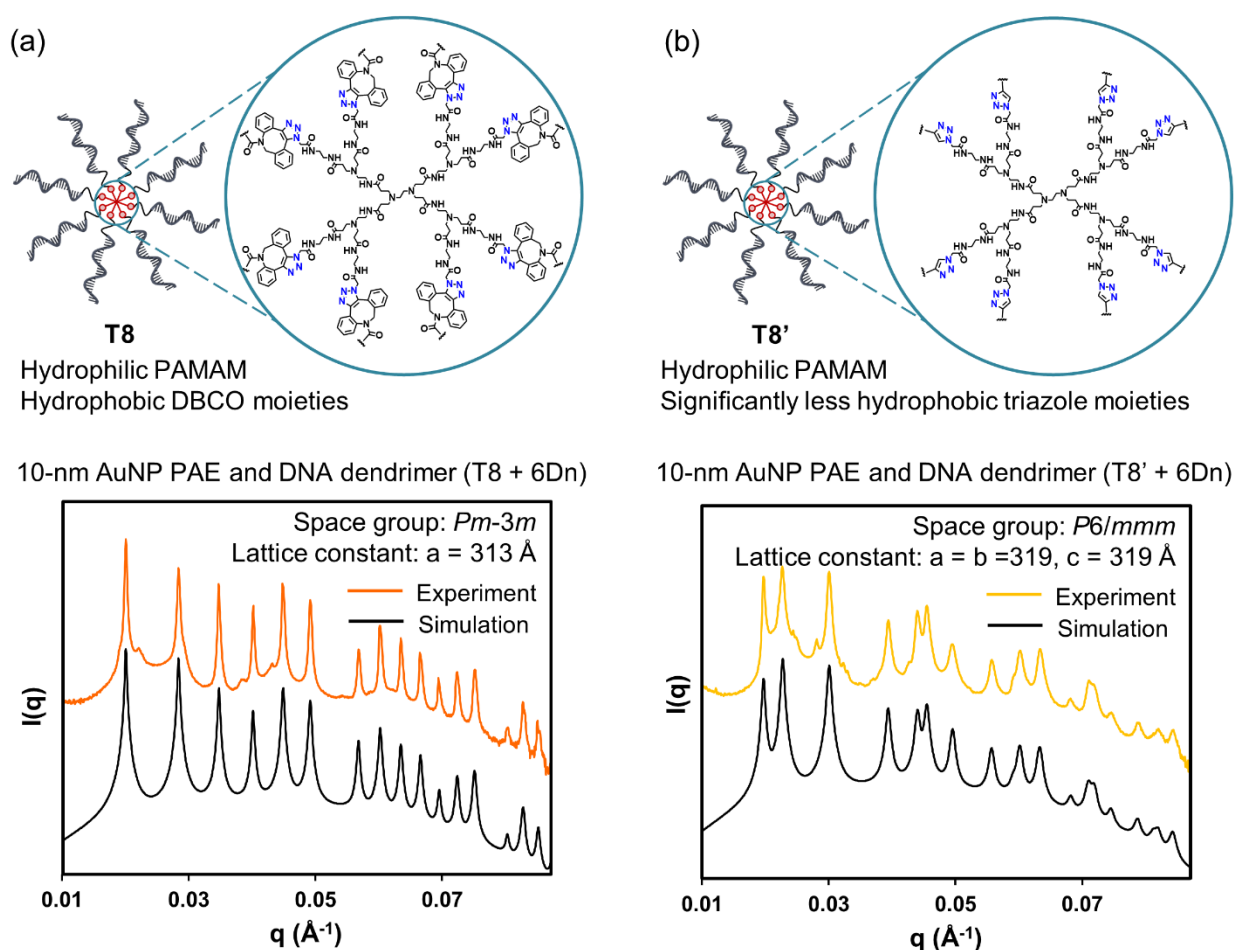 (a)
T8
Hydrophilic PAMAM
Hydrophobic DBCO moieties
(b)
T8’
Hydrophilic PAMAM
Significantly less hydrophobic triazole moieties
10-nm AuNP PAE and DNA dendrimer (T8 + 6Dn)
Space group: Pm-3m
Lattice constant: a = 313 Å
Experiment
Simulation
I(q)
0.01 0.03 0.05 0.07
q (Å-1)
10-nm AuNP PAE and DNA dendrimer (T8’ + 6Dn)
Space group: P6/mmm
Lattice constant: a = b =319, c = 319 Å
Experiment
Simulation
I(q)
0.01 0.03 0.05 0.07
q (Å-1)